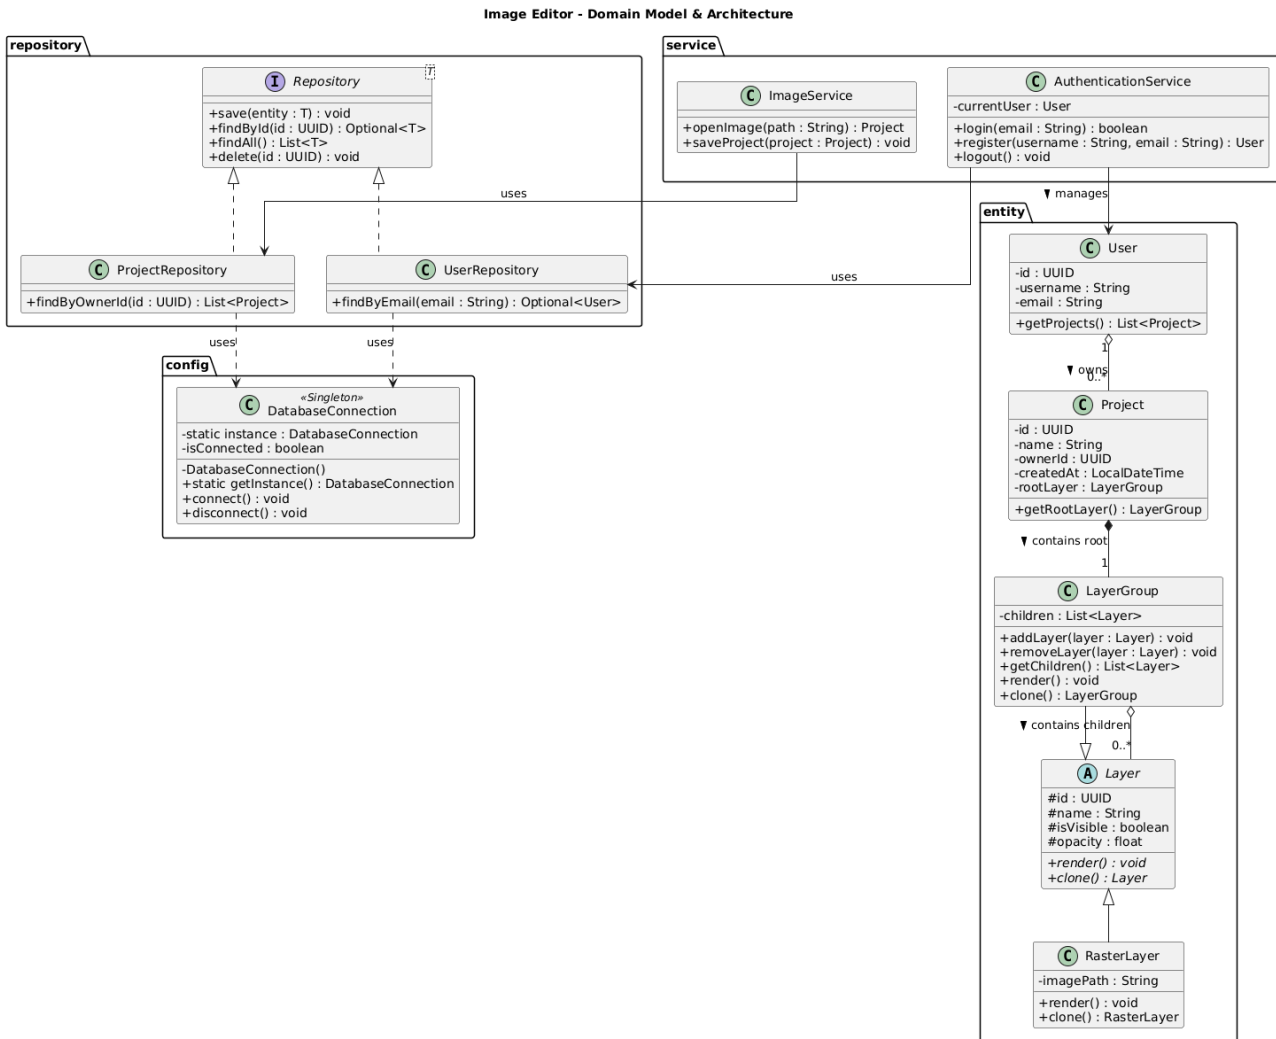 Image Editor - Domain Model & Architecture
repository
I Repository
T
+save(entity : T) : void
+findById(id : UUID) : Optional<T>
+findAll() : List<T>
+delete(id : UUID) : void
service
C ImageService
+openImage(path : String) : Project
+saveProject(project : Project) : void
C AuthenticationService
-currentUser : User
+login(email : String) : boolean
+register(username : String, email : String) : User
+logout() : void
uses
manages
uses
C ProjectRepository
+findByOwnerId(id : UUID) : List<Project>
C UserRepository
+findByEmail(email : String) : Optional<User>
uses
uses
config
«Singleton»
C DatabaseConnection
-static instance : DatabaseConnection
-isConnected : boolean
-DatabaseConnection()
+static getInstance() : DatabaseConnection
+connect() : void
+disconnect() : void
entity
C User
-id : UUID
-username : String
-email : String
+getProjects() : List<Project>
1
owns
0..*
C Project
-id : UUID
-name : String
-ownerId : UUID
-createdAt : LocalDateTime
-rootLayer : LayerGroup
+getRootLayer() : LayerGroup
contains root
1
C LayerGroup
-children : List<Layer>
+addLayer(layer : Layer) : void
+removeLayer(layer : Layer) : void
+getChildren() : List<Layer>
+render() : void
+clone() : LayerGroup
contains children
0..*
A Layer
#id : UUID
#name : String
#isVisible : boolean
#opacity : float
+render() : void
+clone() : Layer
C RasterLayer
-imagePath : String
+render() : void
+clone() : RasterLayer